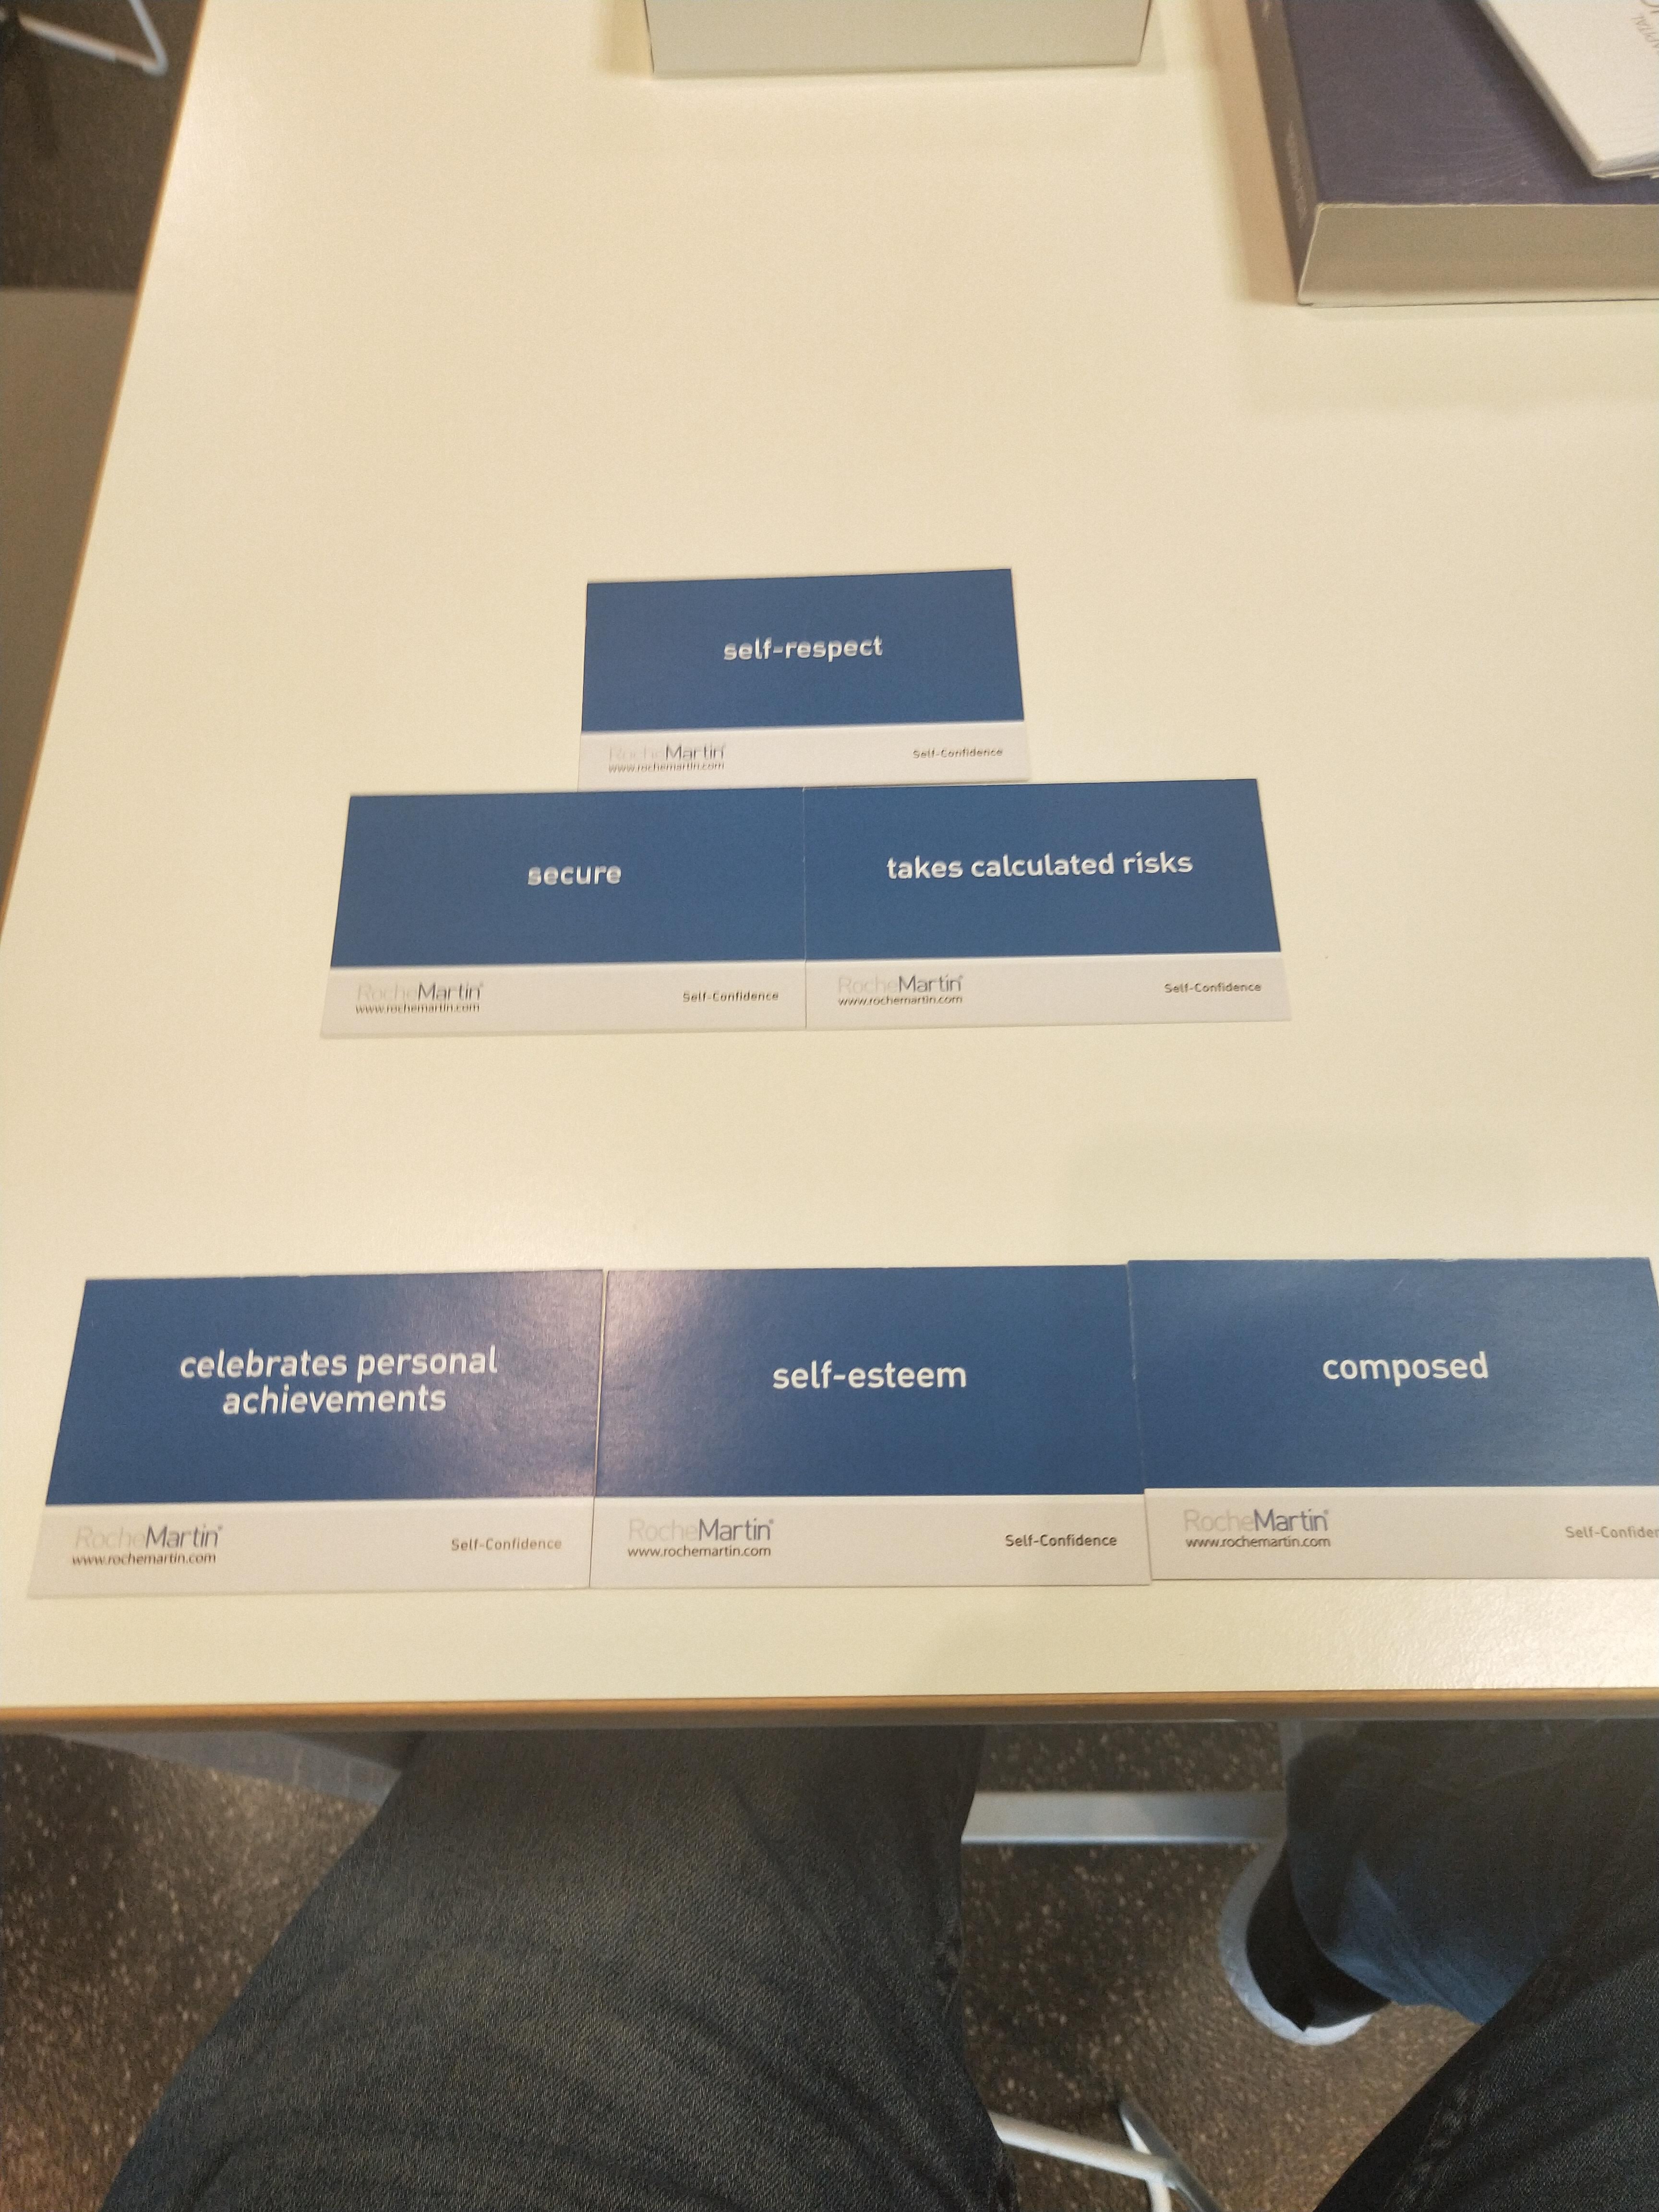 self-respect
RocheMartin®
www.rochemartin.com
Self-Confidence
secure
RocheMartin®
www.rochemartin.com
Self-Confidence
takes calculated risks
RocheMartin®
www.rochemartin.com
Self-Confidence
celebrates personal
achievements
RocheMartin®
www.rochemartin.com
Self-Confidence
self-esteem
RocheMartin®
www.rochemartin.com
Self-Confidence
composed
RocheMartin®
www.rochemartin.com